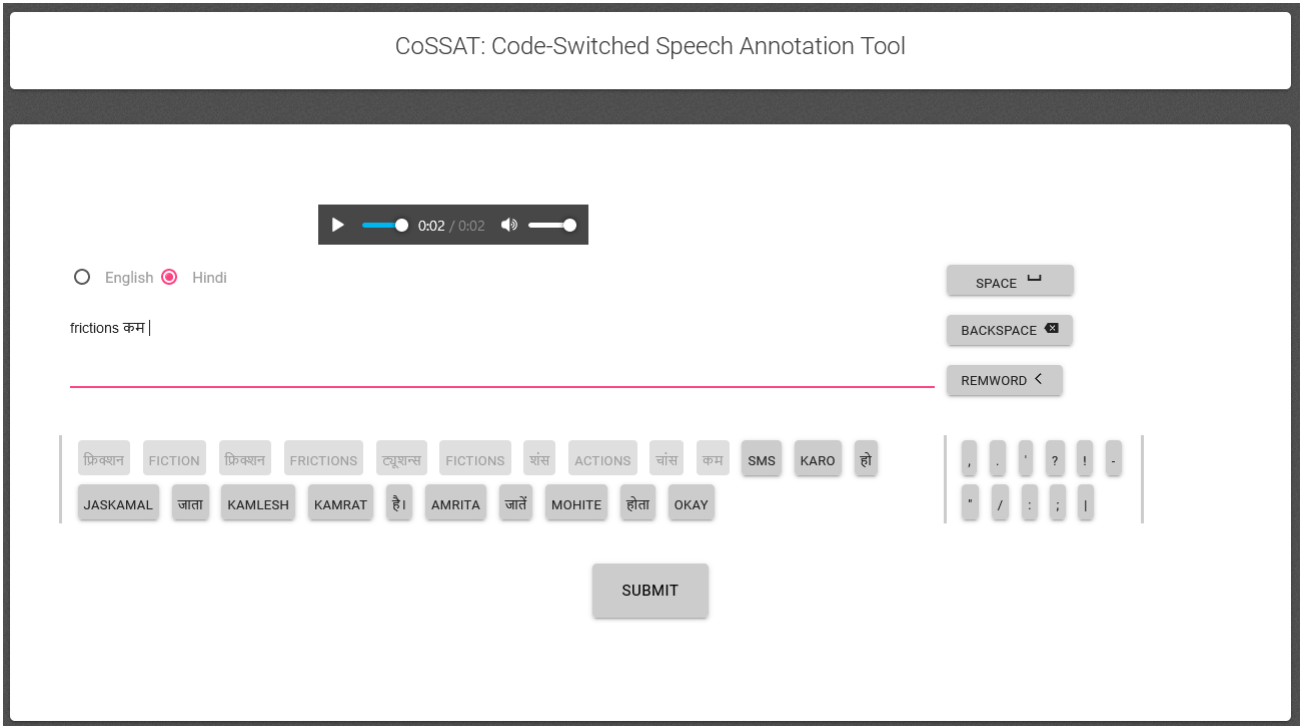 CoSSAT: Code-Switched Speech Annotation Tool
0:02 / 0:02
English Hindi
SPACE
frictions कम
BACKSPACE
REMWORD
फ्रिक्शन FICTION फ्रिक्शन FRICTIONS ट्यूशन्स FICTIONS शंस ACTIONS चांस कम SMS KARO हो
, . ' ? ! -
JASKAMAL जाता KAMLESH KAMRAT है। AMRITA जातें MOHITE होता OKAY
" / : ; |
SUBMIT